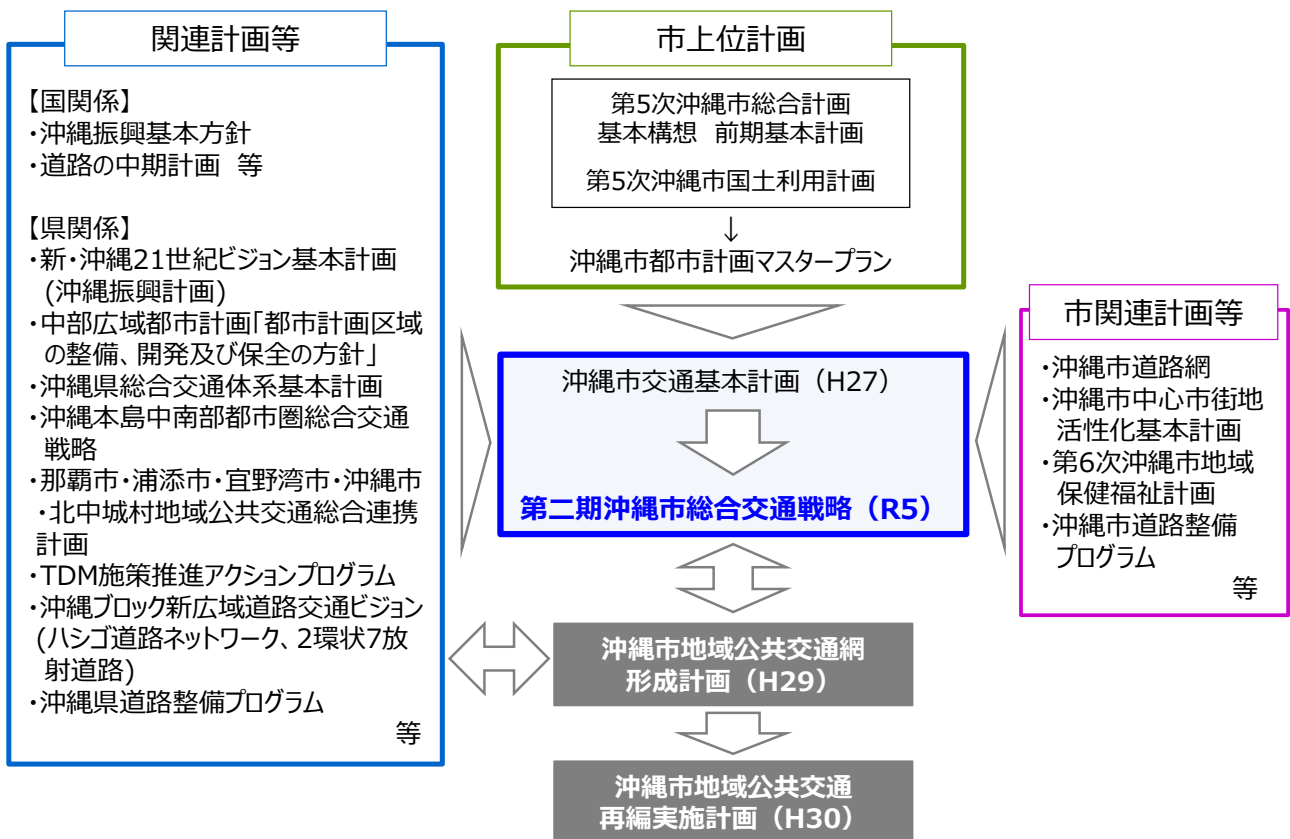 関連計画等
【国関係】
・沖縄振興基本方針
・道路の中期計画 等
【県関係】
・新・沖縄21世紀ビジョン基本計画
(沖縄振興計画)
・中部広域都市計画「都市計画区域
の整備、開発及び保全の方針」
・沖縄県総合交通体系基本計画
・沖縄本島中南部都市圏総合交通
戦略
・那覇市・浦添市・宜野湾市・沖縄市
・北中城村地域公共交通総合連携
計画
・TDM施策推進アクションプログラム
・沖縄ブロック新広域道路交通ビジョン
(ハシゴ道路ネットワーク、2環状7放
射道路)
・沖縄県道路整備プログラム
等
市上位計画
第5次沖縄市総合計画
基本構想 前期基本計画
第5次沖縄市国土利用計画
↓
沖縄市都市計画マスタープラン
沖縄市交通基本計画（H27）
第二期沖縄市総合交通戦略（R5）
沖縄市地域公共交通網
形成計画（H29）
沖縄市地域公共交通
再編実施計画（H30）
市関連計画等
・沖縄市道路網
・沖縄市中心市街地
活性化基本計画
・第6次沖縄市地域
保健福祉計画
・沖縄市道路整備
プログラム
等